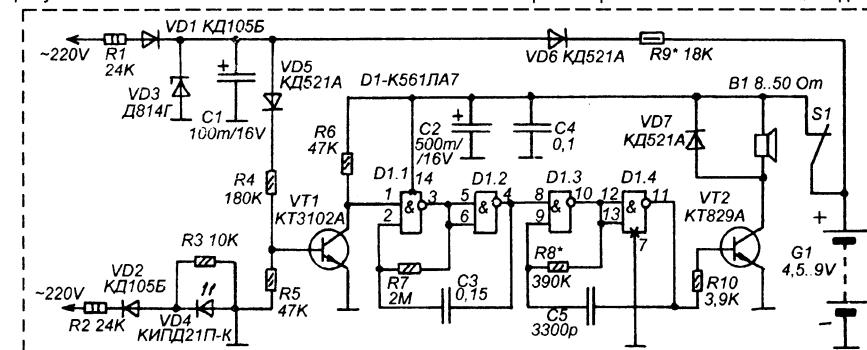 ~220V
R1
24K
VD1 КД105Б
VD3
Д814Г
+
C1
100m/16V
VD5
КД521А
D1-К561ЛА7
VD6 КД521А
R9* 18K
B1 8..50 Om
S1
R6
47K
+
C2
500m/
/16V
C4
0,1
VD7
КД521А
R4
180K
VT1
КТ3102А
D1.1
14
1
2
&
3
D1.2
5
6
&
4
D1.3
8
9
&
10
D1.4
12
13
&
11
7
VT2
КТ829А
+
G1
4,5..9V
-
R3 10K
VD2
КД105Б
~220V
R2 24K
VD4
КИПД21П-К
R5
47K
R7
2M
C3
0,15
R8*
390K
C5
3300p
R10
3,9K